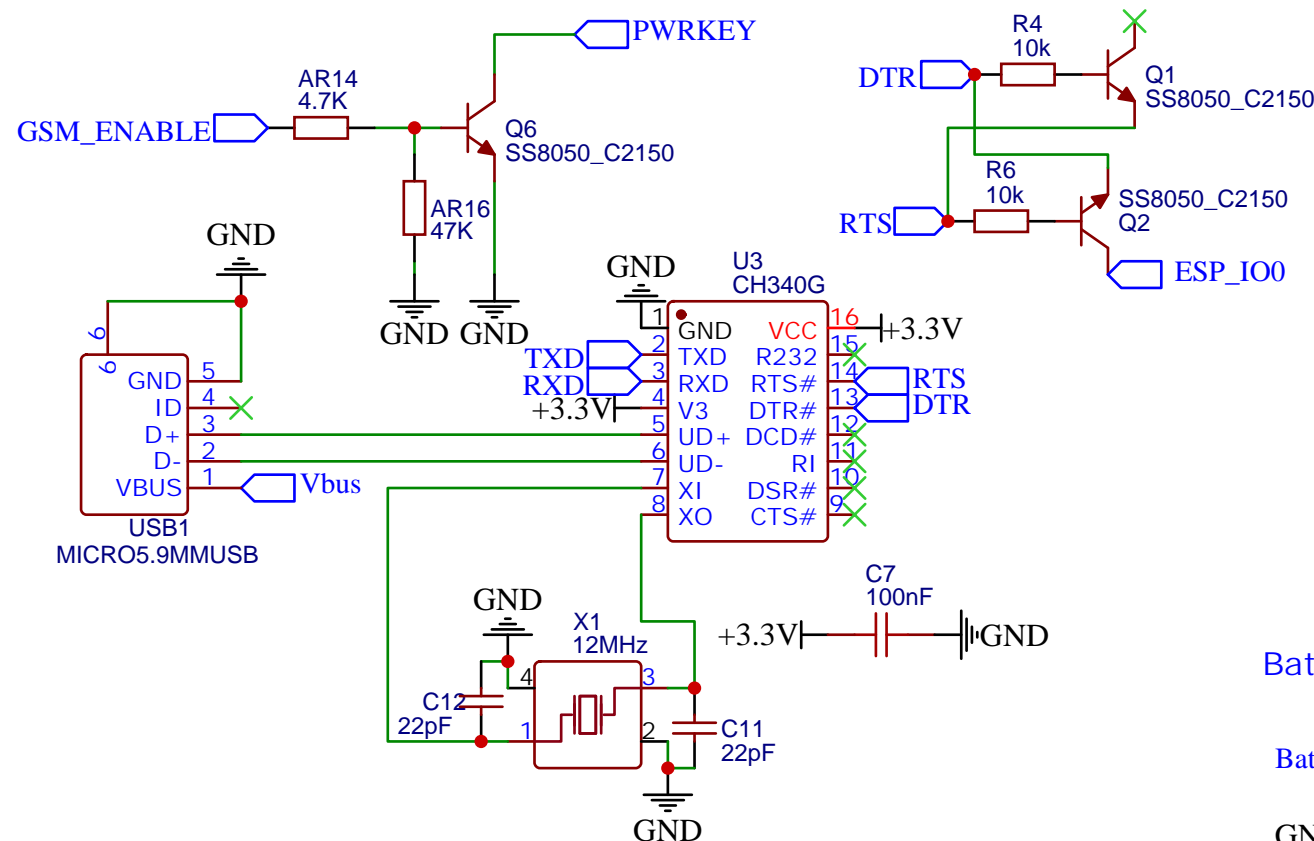 PWRKEY
AR14
4.7K
GSM_ENABLE
Q6
SS8050_C2150
AR16
47K
GND
GND
R4
10k
DTR
Q1
SS8050_C2150
R6
10k
RTS
SS8050_C2150
Q2
ESP_IO0
GND
6
6
GND 5
ID 4
D+ 3
D- 2
VBUS 1
Vbus
USB1
MICRO5.9MMUSB
GND
U3
CH340G
1 GND
VCC 16
+3.3V
TXD
2 TXD
R232 15
RXD
3 RXD
RTS# 14
RTS
+3.3V
4 V3
DTR# 13
DTR
5 UD+
DCD# 12
6 UD-
RI 11
7 XI
DSR# 10
8 XO
CTS# 9
GND
X1
12MHz
4
3
C12
22pF
1
2
C11
22pF
GND
C7
100nF
+3.3V
GND
Bat
Bat
GN